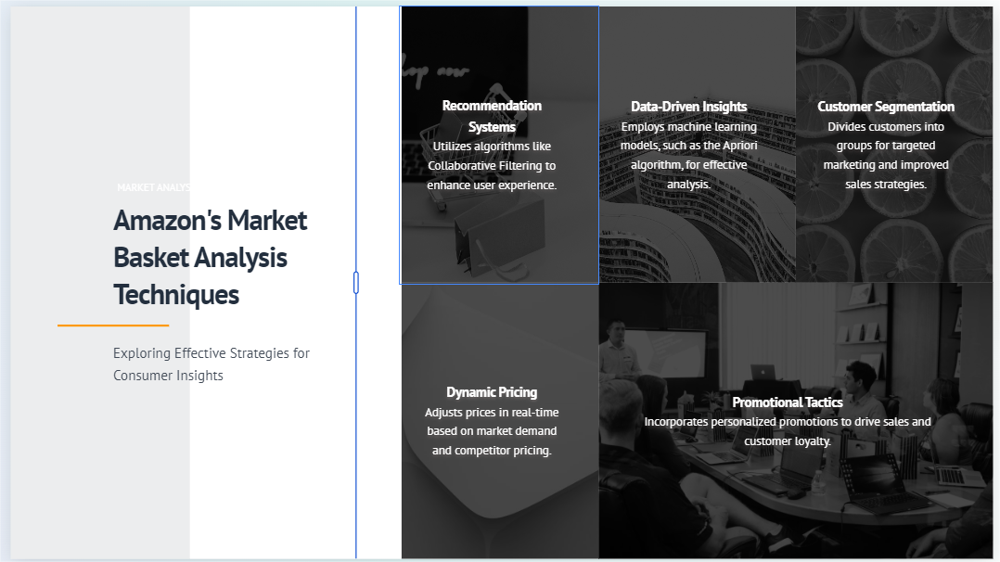 MARKET ANALYS
Amazon's Market
Basket Analysis
Techniques
Exploring Effective Strategies for
Consumer Insights
Recommendation
Systems
Utilizes algorithms like
Collaborative Filtering to
enhance user experience.
Data-Driven Insights
Employs machine learning
models, such as the Apriori
algorithm, for effective
analysis.
Customer Segmentation
Divides customers into
groups for targeted
marketing and improved
sales strategies.
Dynamic Pricing
Adjusts prices in real-time
based on market demand
and competitor pricing.
Promotional Tactics
Incorporates personalized promotions to drive sales and
customer loyalty.